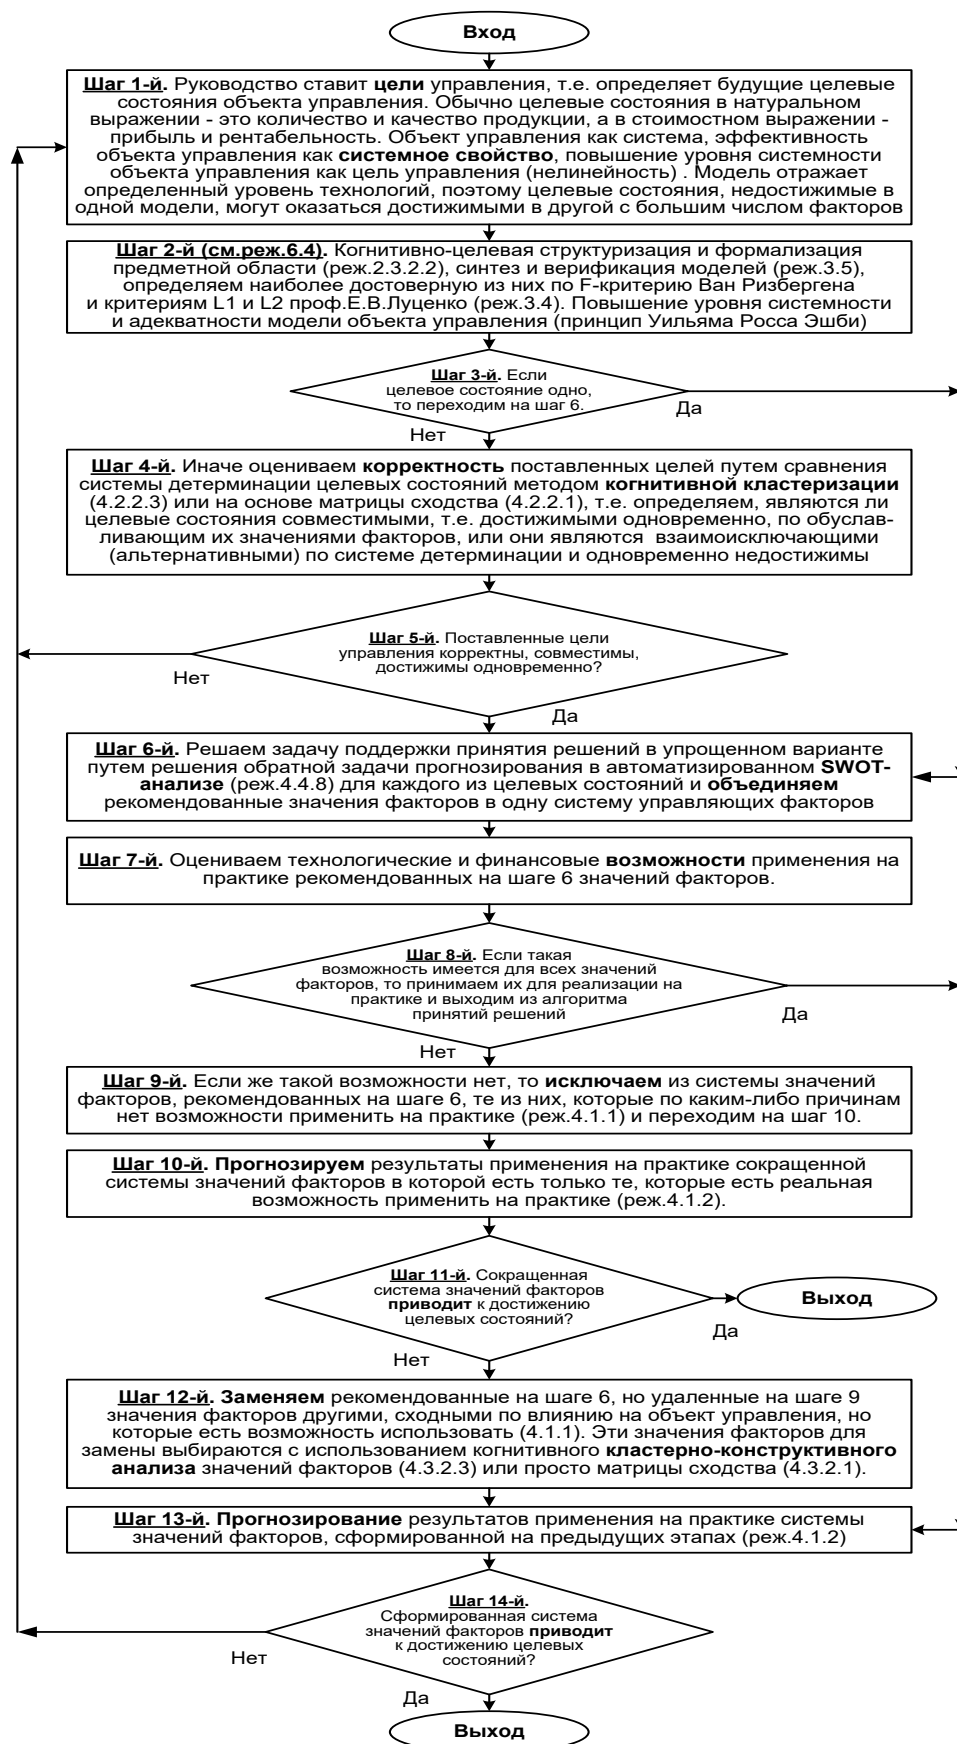 Вход
Шаг 1-й. Руководство ставит цели управления, т.е. определяет будущие целевые
состояния объекта управления. Обычно целевые состояния в натуральном
выражении - это количество и качество продукции, а в стоимостном выражении -
прибыль и рентабельность. Объект управления как система, эффективность
объекта управления как системное свойство, повышение уровня системности
объекта управления как цель управления (нелинейность) . Модель отражает
определенный уровень технологий, поэтому целевые состояния, недостижимые в
одной модели, могут оказаться достижимыми в другой с большим числом факторов
Шаг 2-й (см.реж.6.4). Когнитивно-целевая структуризация и формализация
предметной области (реж.2.3.2.2), синтез и верификация моделей (реж.3.5),
определяем наиболее достоверную из них по F-критерию Ван Ризбергена
и критериям L1 и L2 проф.Е.В.Луценко (реж.3.4). Повышение уровня системности
и адекватности модели объекта управления (принцип Уильяма Росса Эшби)
Шаг 3-й. Если
целевое состояние одно,
то переходим на шаг 6.
Да
Нет
Шаг 4-й. Иначе оцениваем корректность поставленных целей путем сравнения
системы детерминации целевых состояний методом когнитивной кластеризации
(4.2.2.3) или на основе матрицы сходства (4.2.2.1), т.е. определяем, являются ли
целевые состояния совместимыми, т.е. достижимыми одновременно, по обуслав-
ливающим их значениями факторов, или они являются взаимоисключающими
(альтернативными) по системе детерминации и одновременно недостижимы
Шаг 5-й. Поставленные цели
управления корректны, совместимы,
достижимы одновременно?
Нет
Да
Шаг 6-й. Решаем задачу поддержки принятия решений в упрощенном варианте
путем решения обратной задачи прогнозирования в автоматизированном SWOT-
анализе (реж.4.4.8) для каждого из целевых состояний и объединяем
рекомендованные значения факторов в одну систему управляющих факторов
Шаг 7-й. Оцениваем технологические и финансовые возможности применения на
практике рекомендованных на шаге 6 значений факторов.
Шаг 8-й. Если такая
возможность имеется для всех значений
факторов, то принимаем их для реализации на
практике и выходим из алгоритма
принятий решений
Да
Нет
Шаг 9-й. Если же такой возможности нет, то исключаем из системы значений
факторов, рекомендованных на шаге 6, те из них, которые по каким-либо причинам
нет возможности применить на практике (реж.4.1.1) и переходим на шаг 10.
Шаг 10-й. Прогнозируем результаты применения на практике сокращенной
системы значений факторов в которой есть только те, которые есть реальная
возможность применить на практике (реж.4.1.2).
Шаг 11-й. Сокращенная
система значений факторов
приводит к достижению
целевых состояний?
Выход
Да
Нет
Шаг 12-й. Заменяем рекомендованные на шаге 6, но удаленные на шаге 9
значения факторов другими, сходными по влиянию на объект управления, но
которые есть возможность использовать (4.1.1). Эти значения факторов для
замены выбираются с использованием когнитивного кластерно-конструктивного
анализа значений факторов (4.3.2.3) или просто матрицы сходства (4.3.2.1).
Шаг 13-й. Прогнозирование результатов применения на практике системы
значений факторов, сформированной на предыдущих этапах (реж.4.1.2)
Шаг 14-й.
Сформированная система
значений факторов приводит
к достижению целевых
состояний?
Нет
Да
Выход